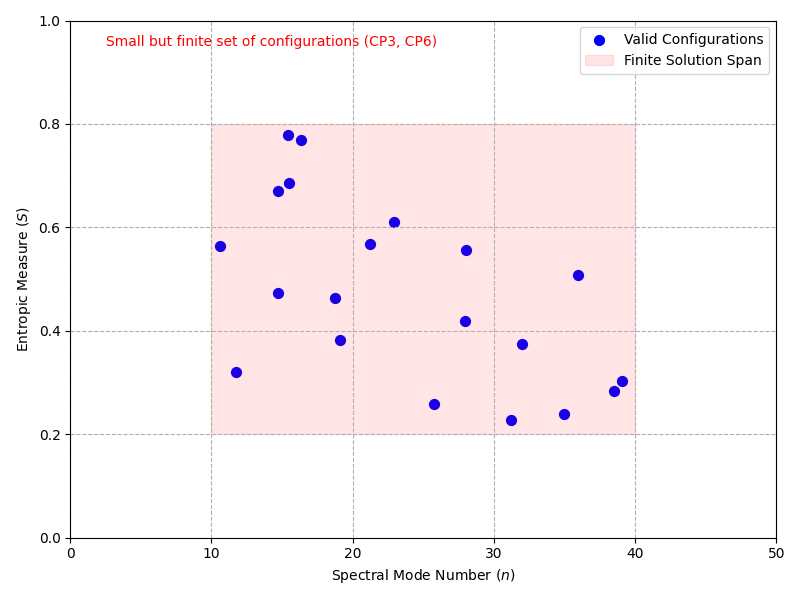 Small but finite set of configurations (CP3, CP6)
Valid Configurations
Finite Solution Span
1.0
0.8
0.6
0.4
0.2
0.0
Entropic Measure (S)
0 10 20 30 40 50
Spectral Mode Number (n)